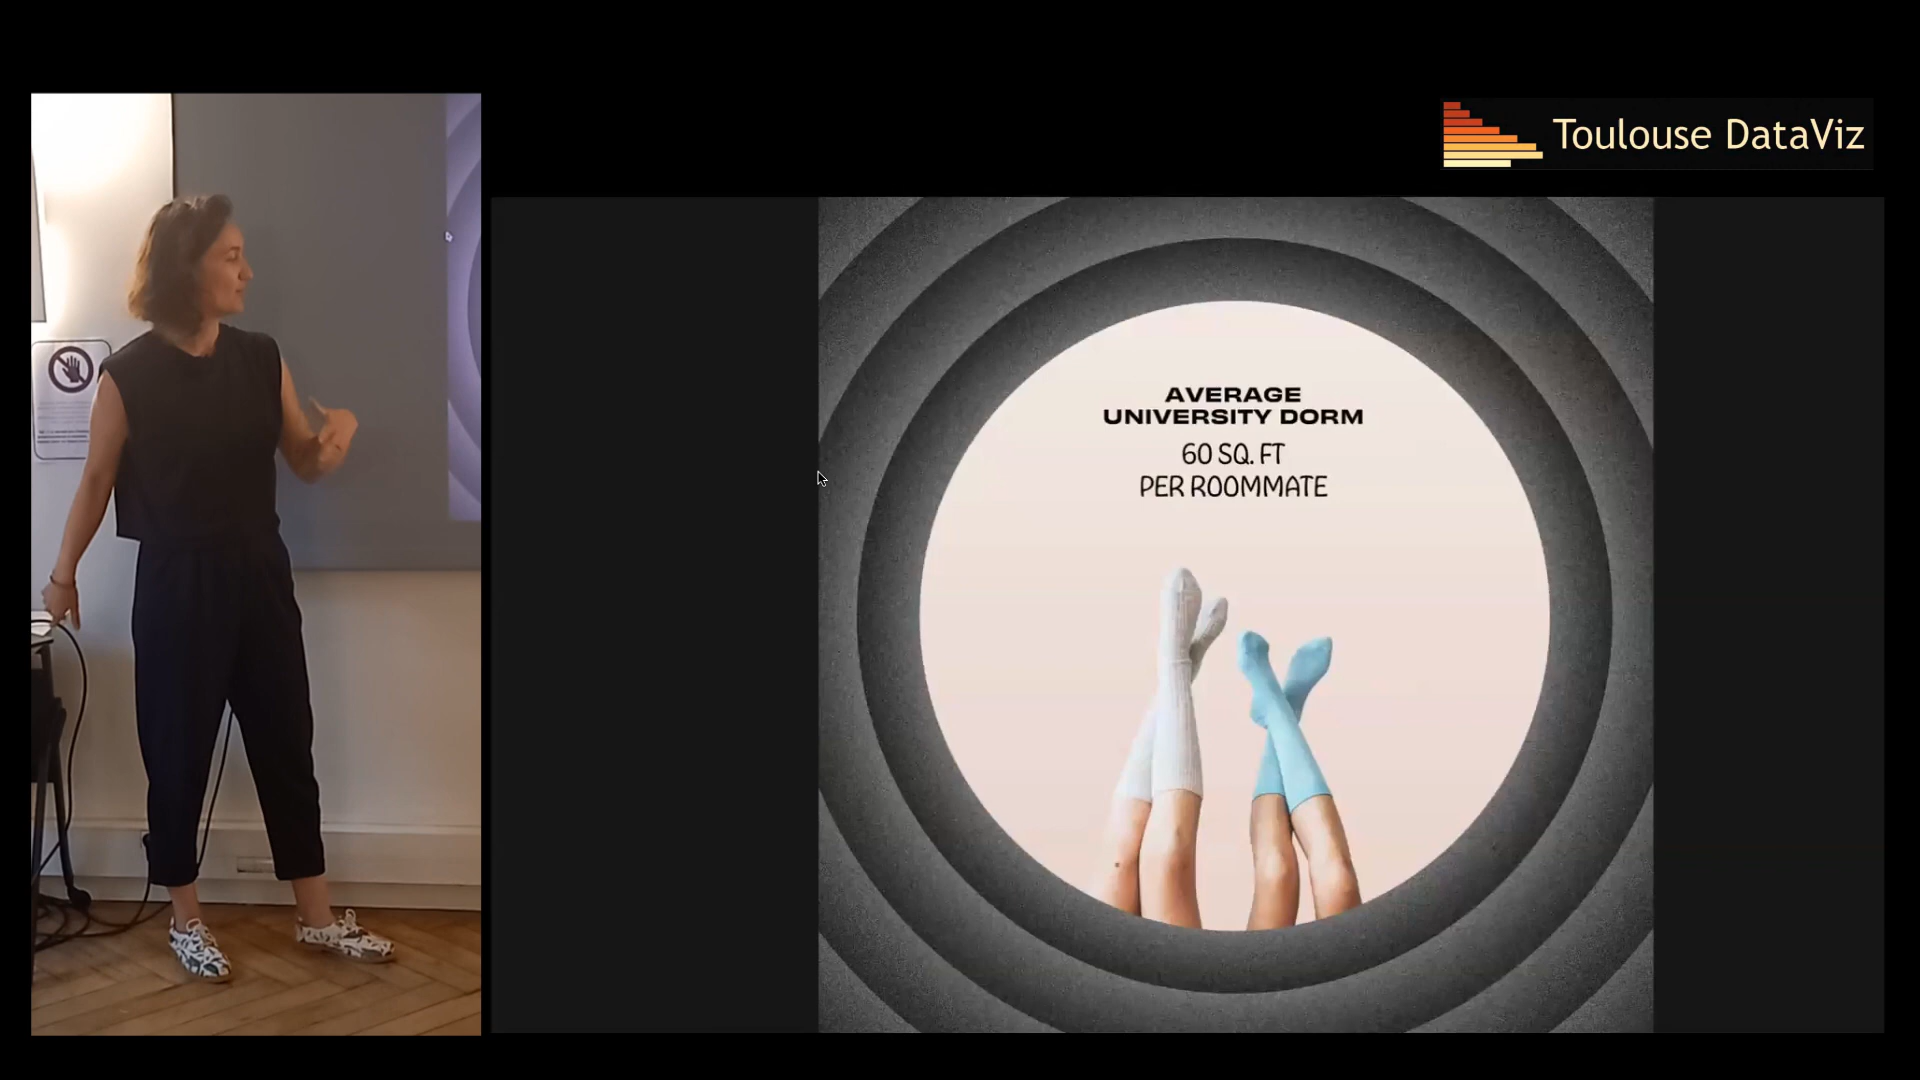 Toulouse DataViz
AVERAGE
UNIVERSITY DORM
60 SQ. FT
PER ROOMMATE